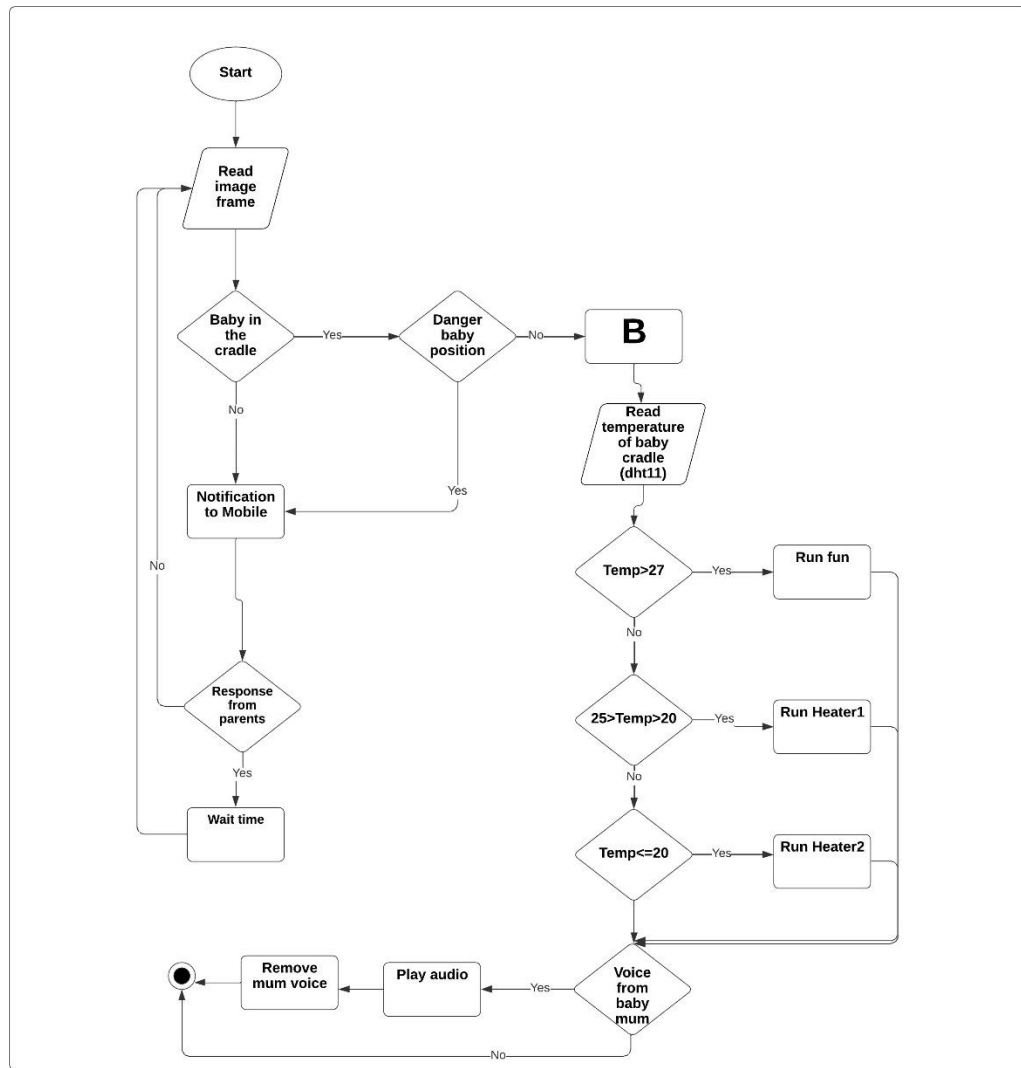 Start
Read
image
frame
Baby in
the
cradle
Yes
Danger
baby
position
No
B
No
Read
temperature
of baby
cradle
(dht11)
Notification
to Mobile
Yes
No
Temp>27
Yes
Run fun
No
Response
from
parents
25>Temp>20
Yes
Run Heater1
Yes
No
Wait time
Temp<=20
Yes
Run Heater2
Voice
from
baby
mum
Yes
Play audio
Remove
mum voice
No